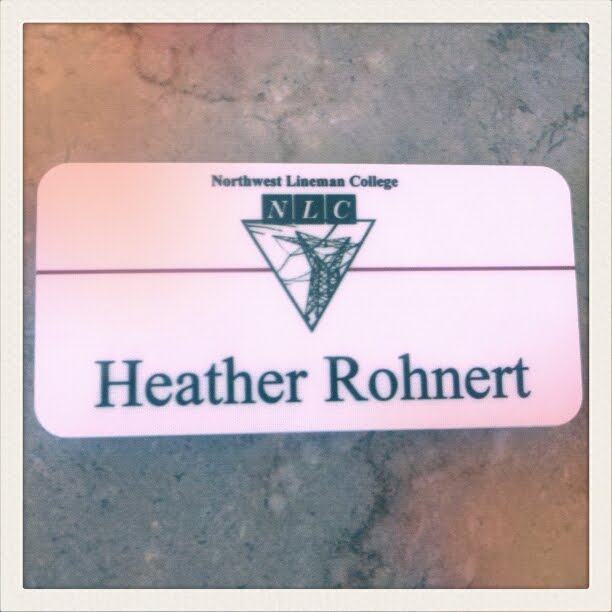 Northwest Lineman College
NLC
Heather Rohnert